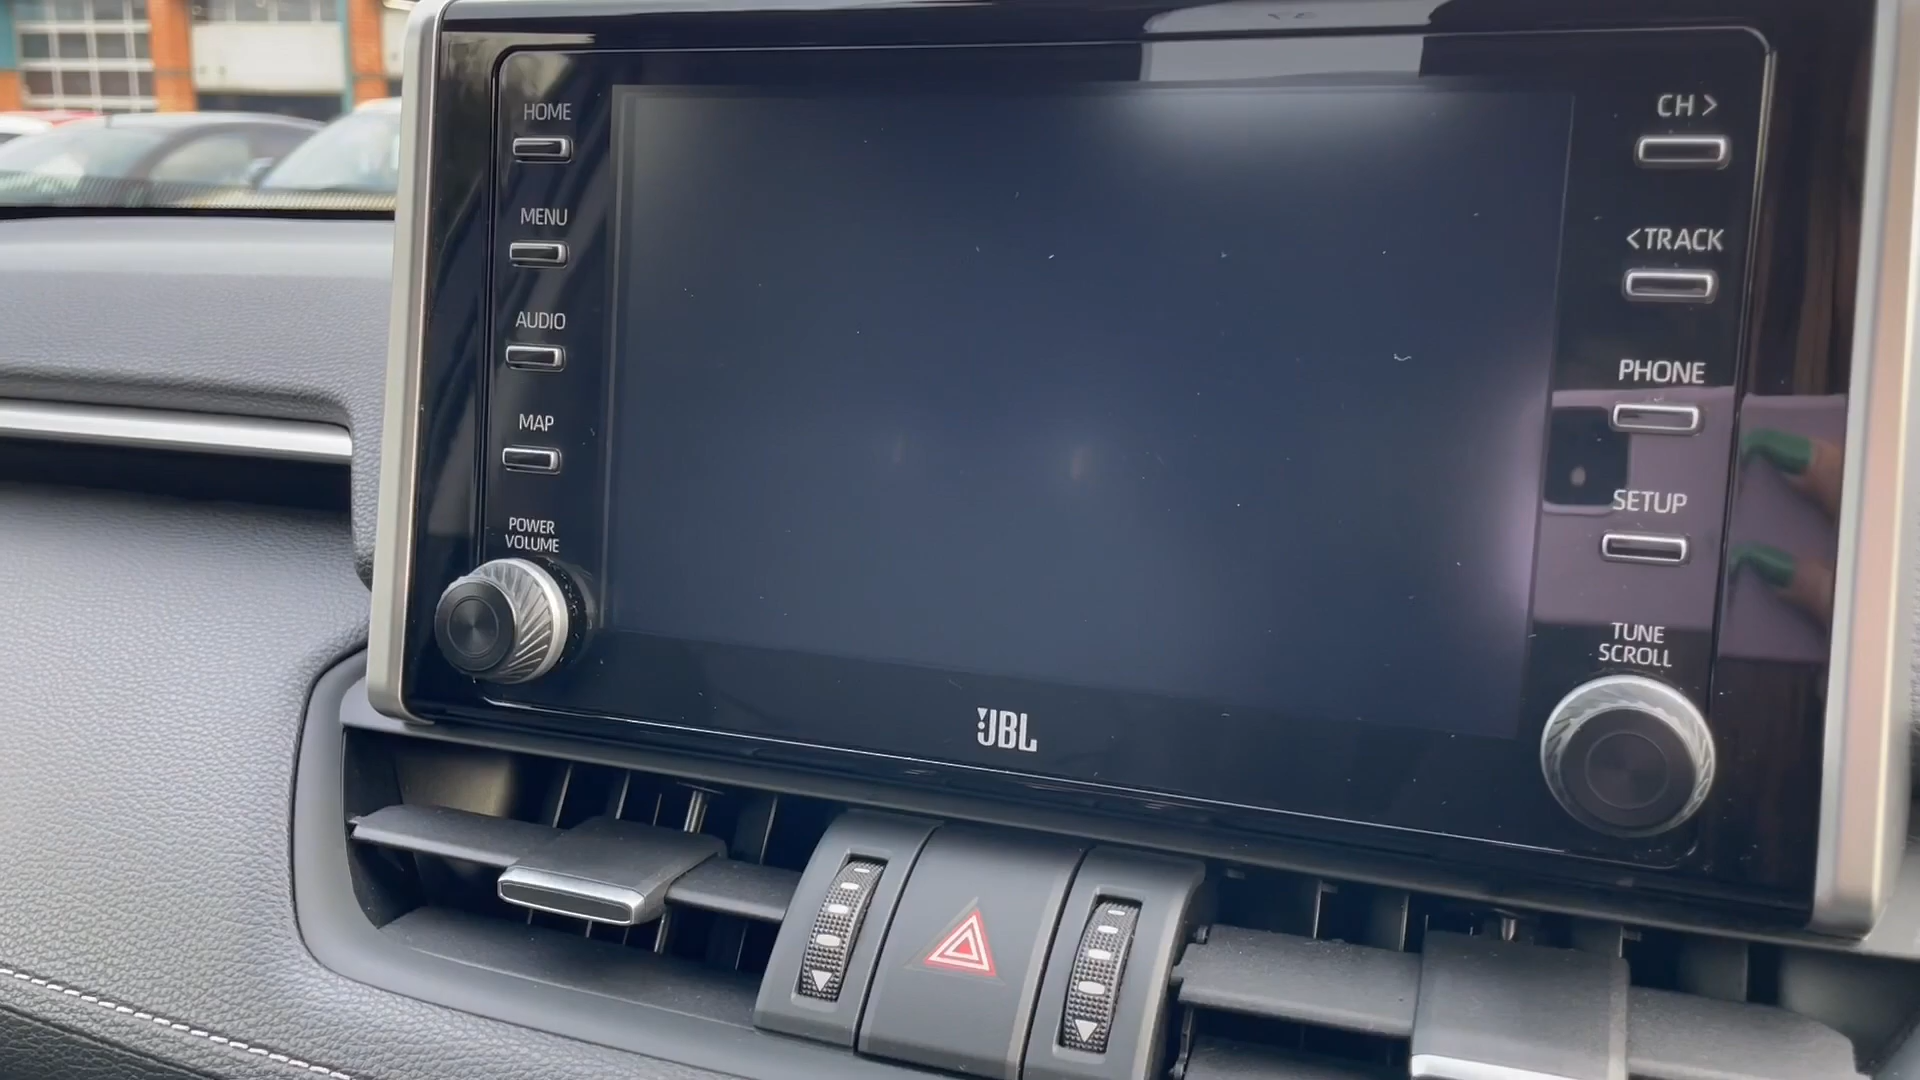 HOME
MENU
AUDIO
MAP
POWER
VOLUME
CH >
< TRACK
PHONE
SETUP
TUNE
SCROLL
JBL